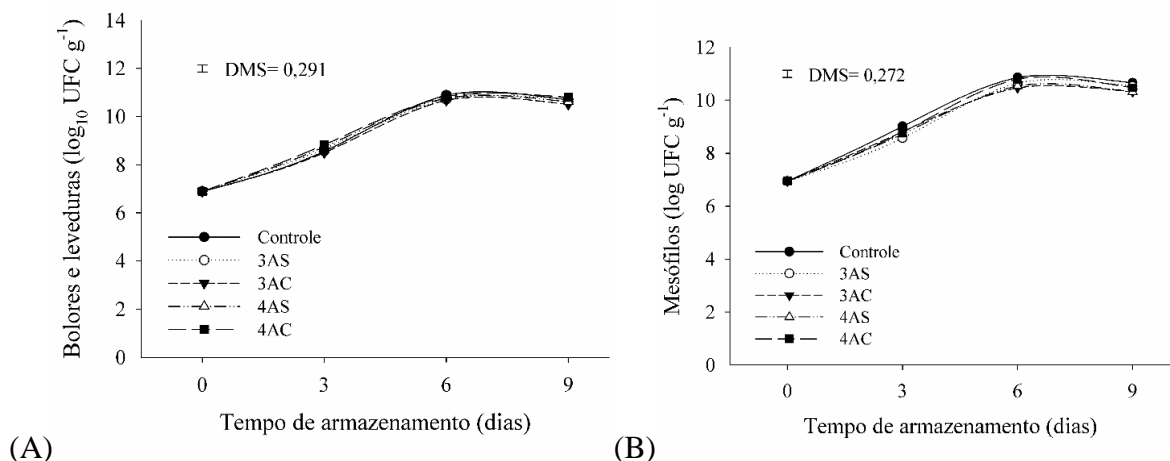 Bolores e leveduras (log10 UFC g-1)
14
12
10
8
6
4
2
0
DMS= 0,291
Controle
3AS
3AC
4AS
4AC
0 3 6 9
Tempo de armazenamento (dias)
(A)
Mesófilos (log UFC g-1)
12
10
8
6
4
2
0
DMS= 0,272
Controle
3AS
3AC
4AS
4AC
0 3 6 9
Tempo de armazenamento (dias)
(B)